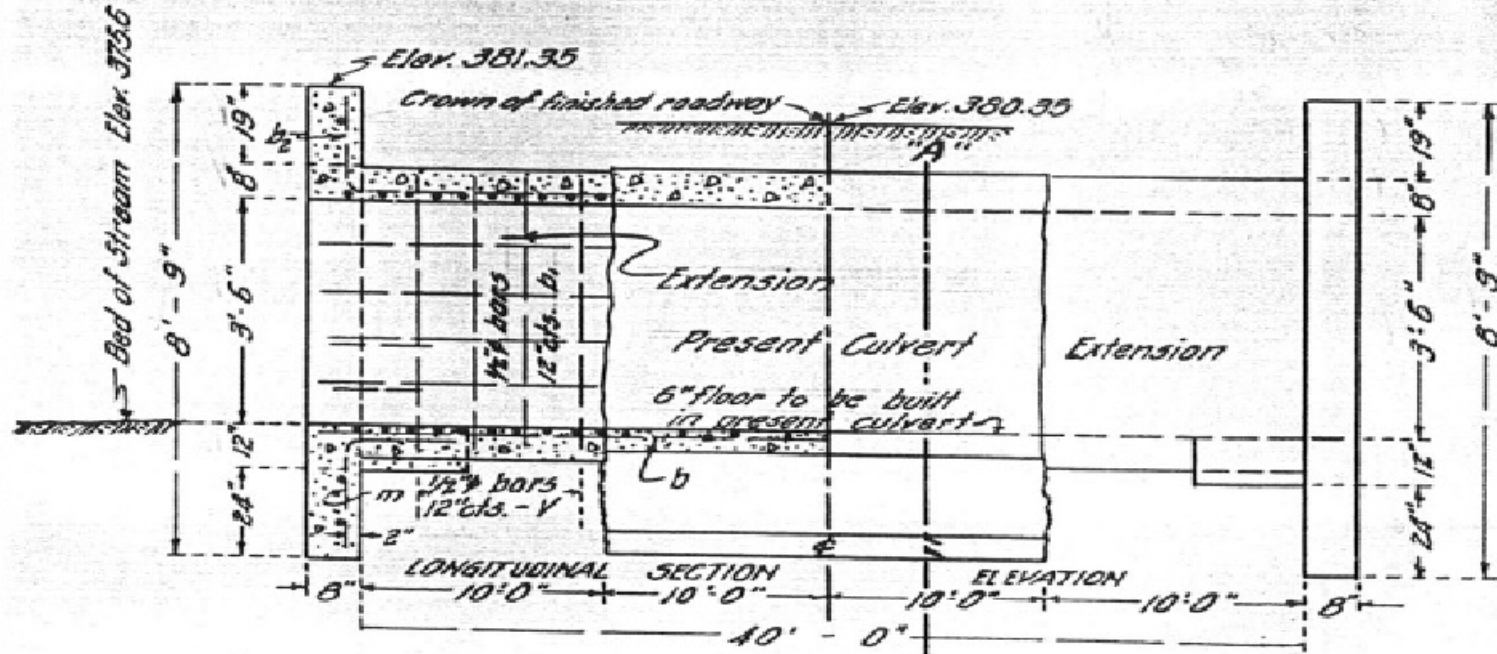 Bed of Stream Elev. 375.6
8'-9"
19"
8"
3'-6"
12"
24"
Elev. 381.35
Crown of finished roadway
Elev. 380.35
"A"
b2
Extension
½"ϕ bars
12"cts. b1
Present Culvert
Extension
6" floor to be built
in present culvert
b
m
½"ϕ bars
12"cts. - V
2"
LONGITUDINAL SECTION
ELEVATION
8"
10'-0"
10'-0"
10'-0"
10'-0"
8"
40' - 0"
19"
8"
3'-6"
12"
24"
8'-9"